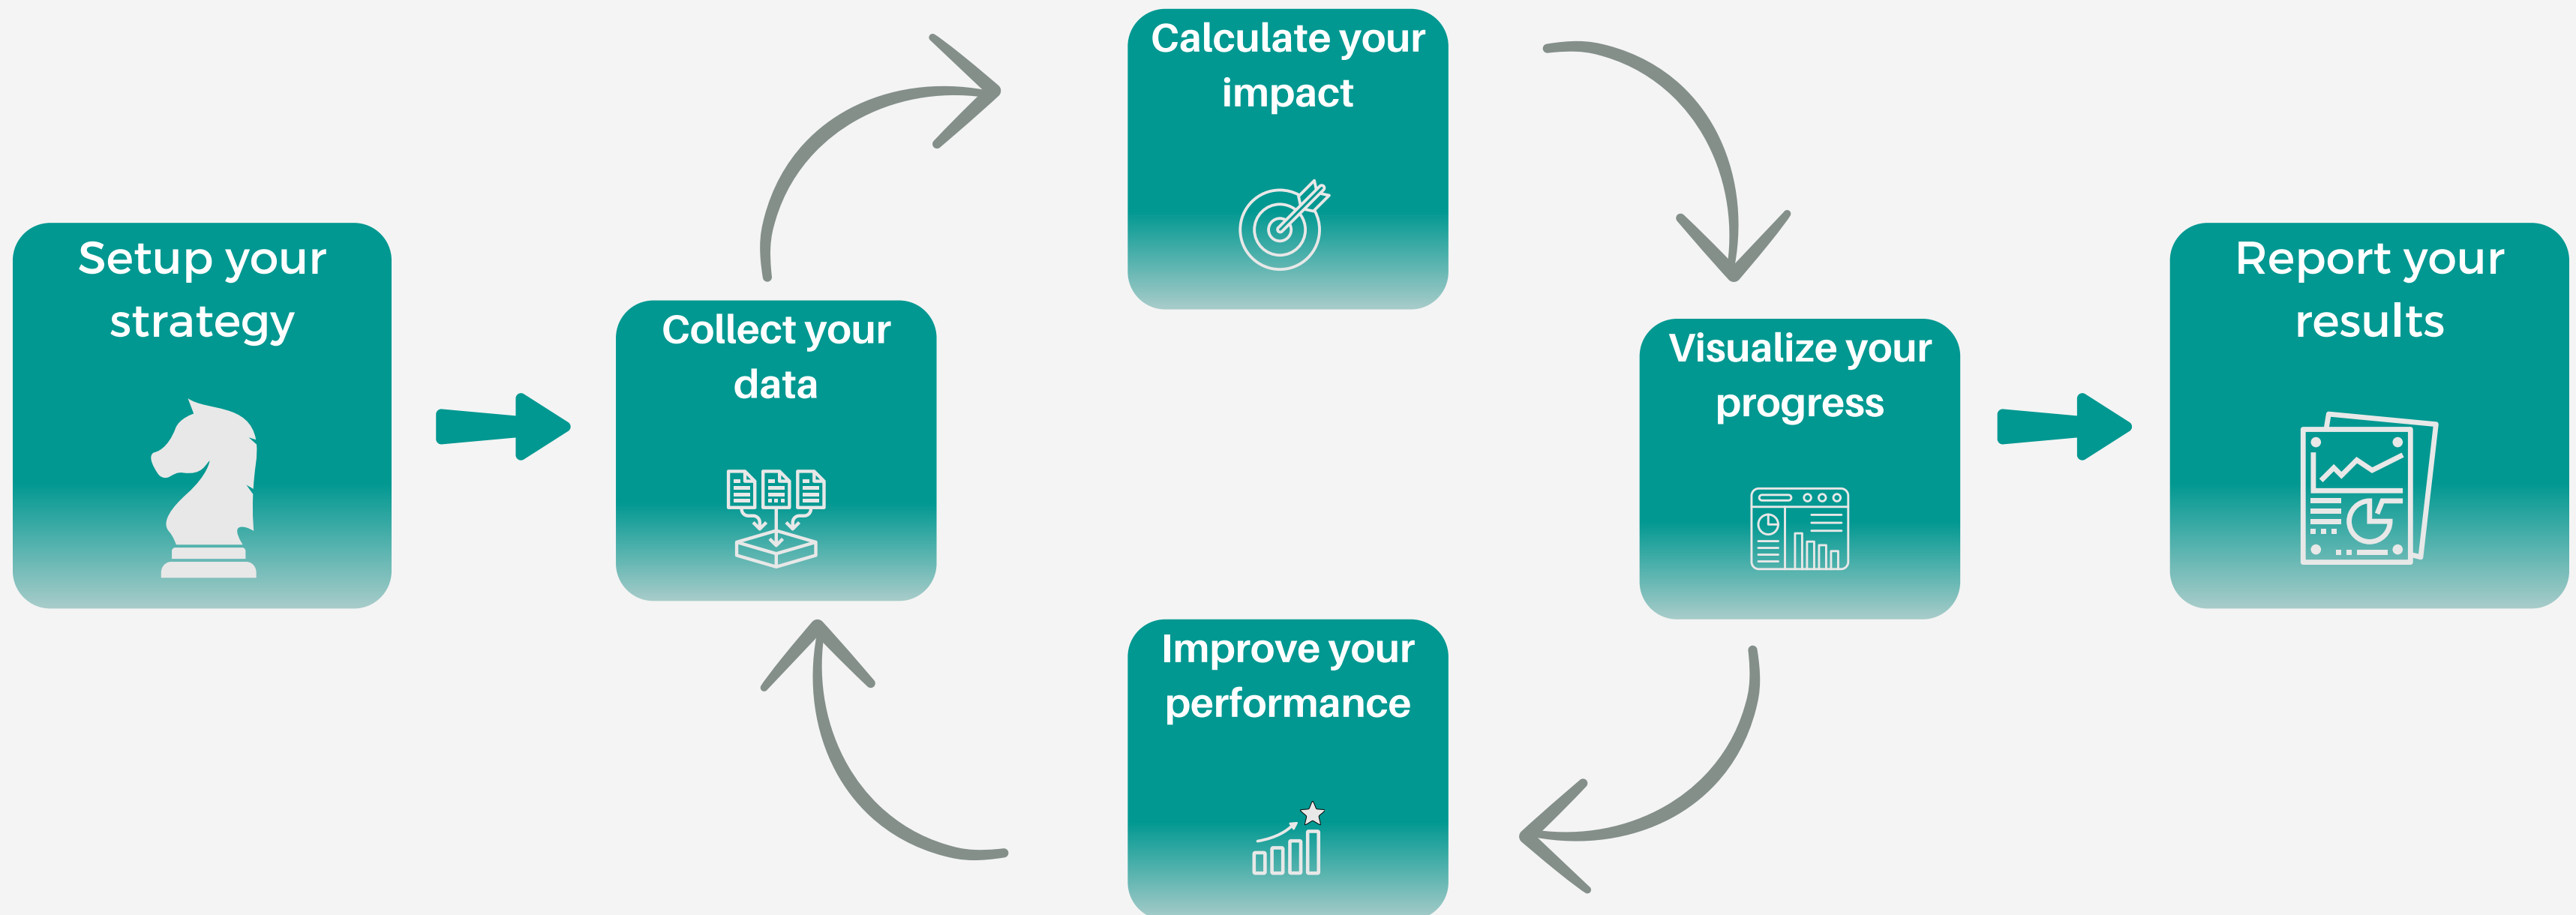 Setup your
strategy
Collect your
data
Calculate your
impact
Visualize your
progress
Improve your
performance
Report your
results